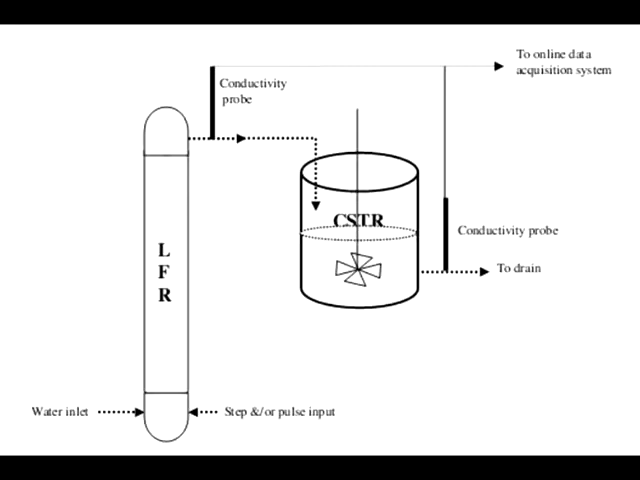 To online data
acquisition system
Conductivity
probe
CSTR
Conductivity probe
L
F
R
To drain
Water inlet
Step &/or pulse input